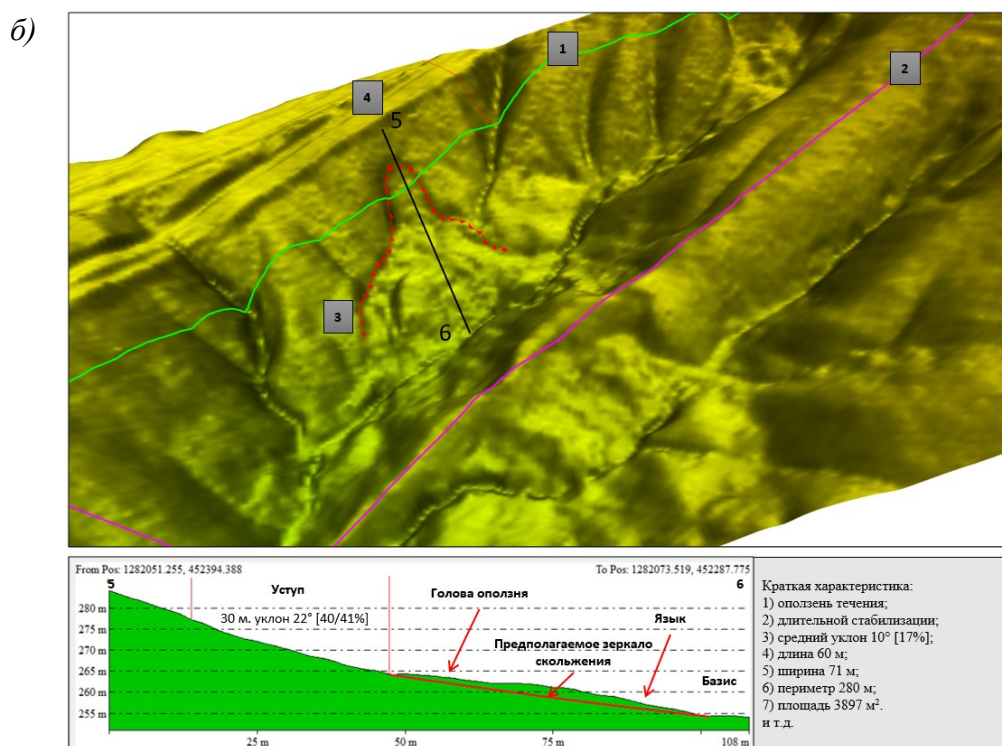 б)
1
2
4
5
3
6
From Pos: 1282051.255, 452394.388
To Pos: 1282073.519, 452287.775
5
6
Уступ
Голова оползня
30 м. уклон 22° [40/41%]
Язык
Предполагаемое зеркало
скольжения
Базис
280 m
275 m
270 m
265 m
260 m
255 m
25 m
50 m
75 m
108 m
Краткая характеристика:
1) оползень течения;
2) длительной стабилизации;
3) средний уклон 10° [17%];
4) длина 60 м;
5) ширина 71 м;
6) периметр 280 м;
7) площадь 3897 м².
и т.д.